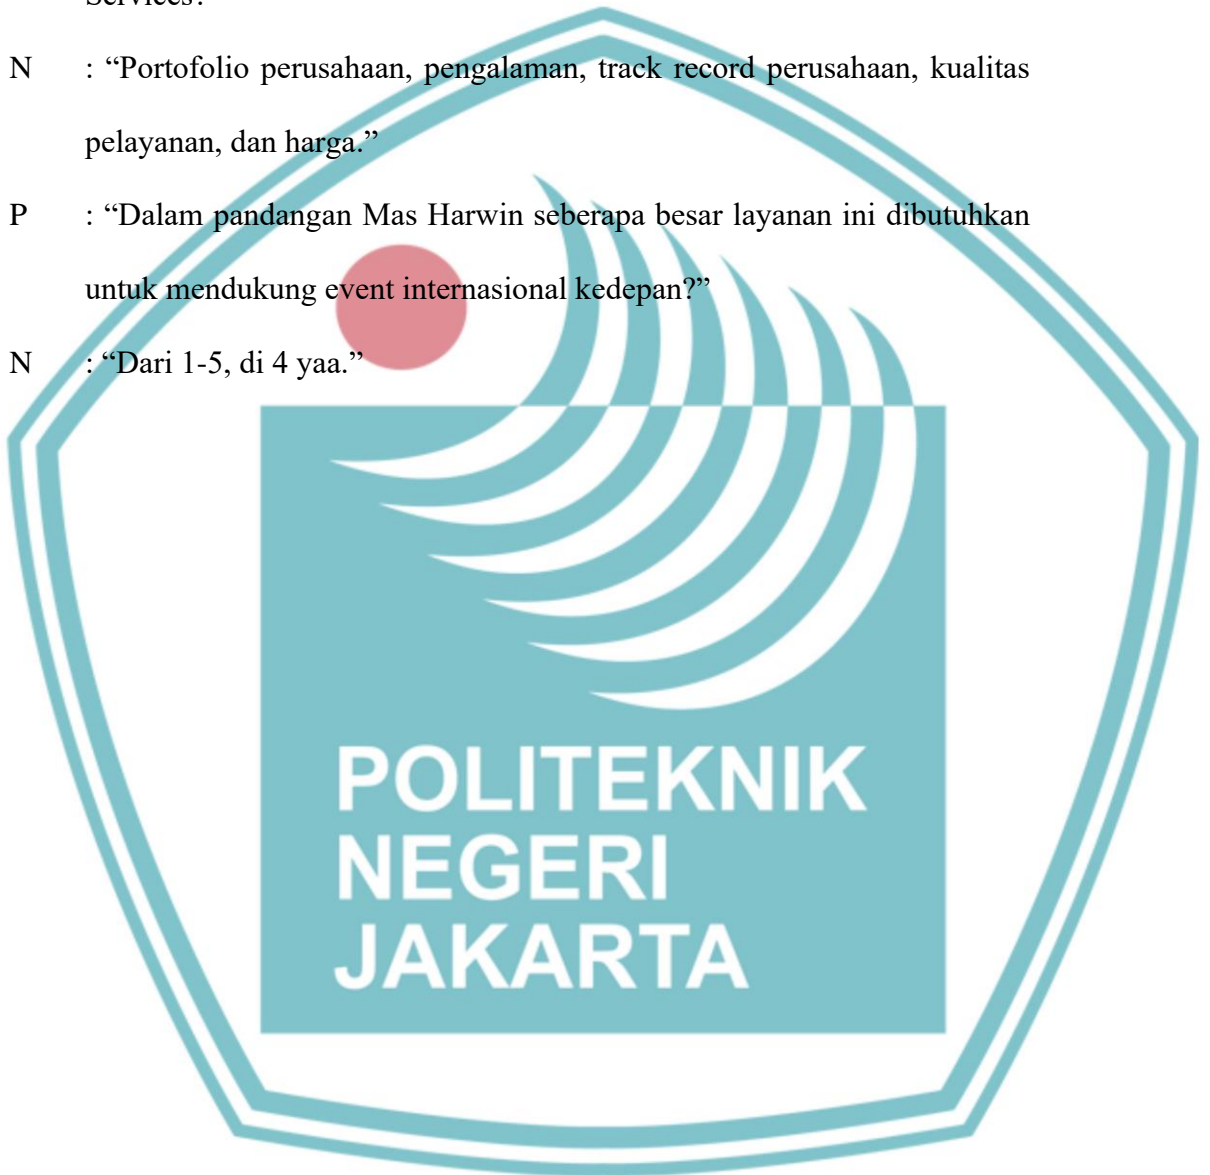 Services?”
N : “Portofolio perusahaan, pengalaman, track record perusahaan, kualitas
pelayanan, dan harga.”
P : “Dalam pandangan Mas Harwin seberapa besar layanan ini dibutuhkan
untuk mendukung event internasional kedepan?”
N : “Dari 1-5, di 4 yaa.”
POLITEKNIK
NEGERI
JAKARTA